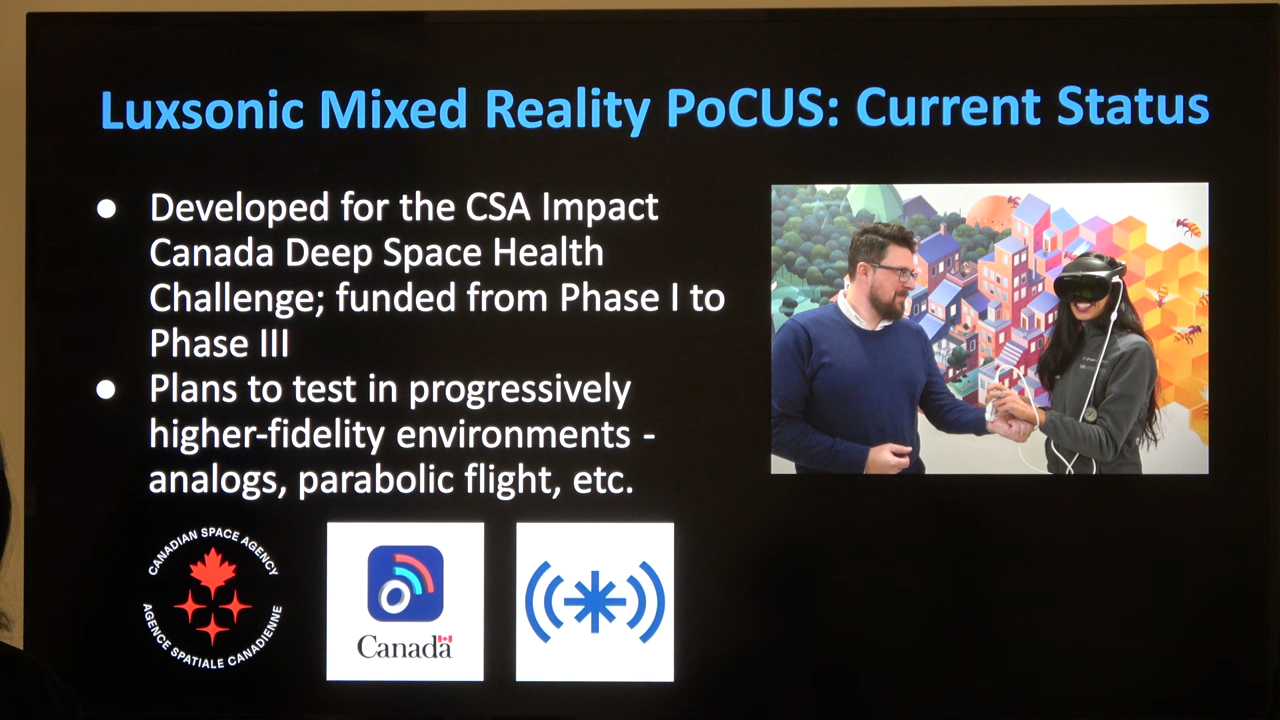 Luxsonic Mixed Reality PoCUS: Current Status
● Developed for the CSA Impact
Canada Deep Space Health
Challenge; funded from Phase I to
Phase III
● Plans to test in progressively
higher-fidelity environments -
analogs, parabolic flight, etc.
CANADIAN SPACE AGENCY
AGENCE SPATIALE CANADIENNE
Canada